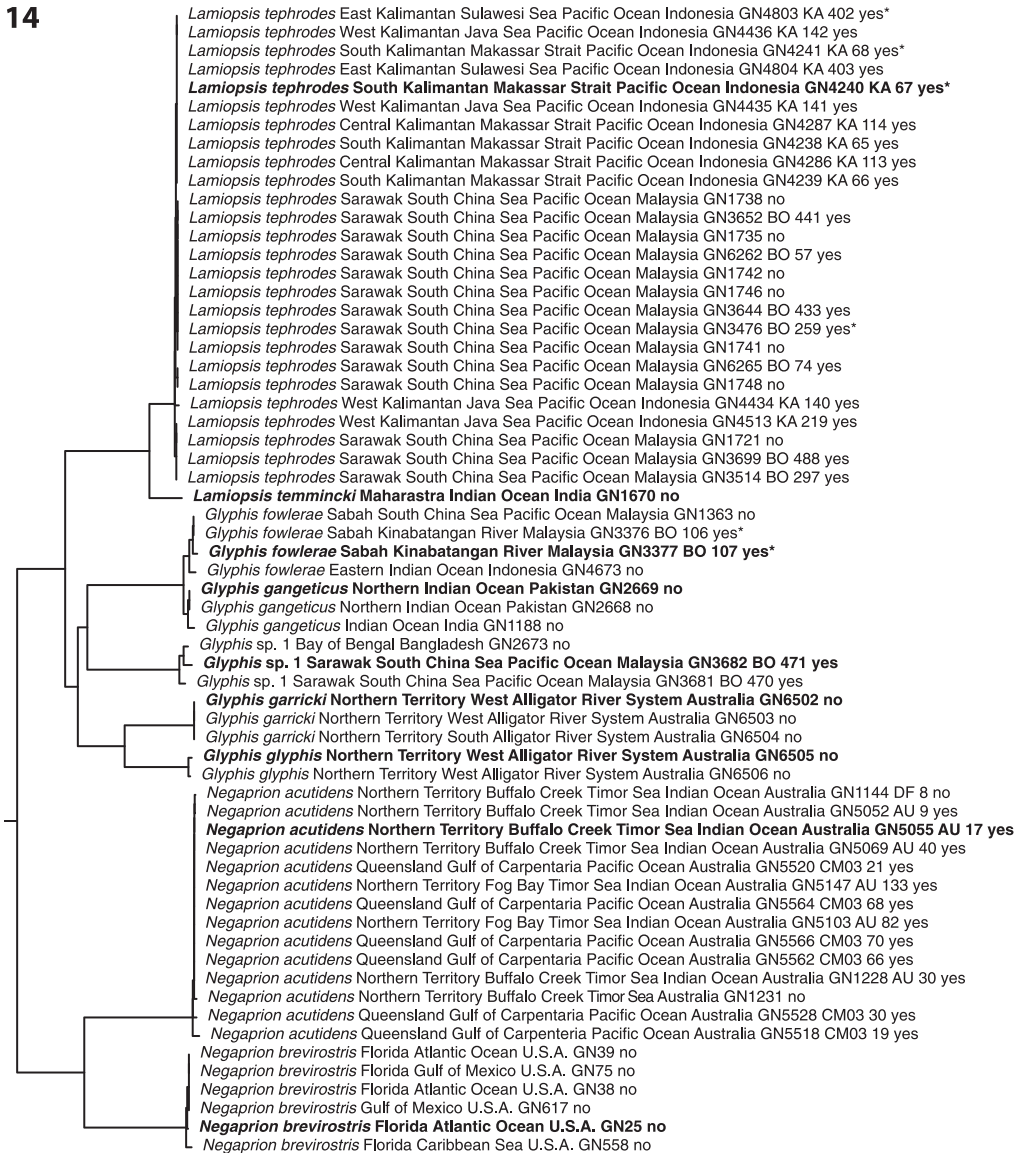 14
Lamiopsis tephrodes East Kalimantan Sulawesi Sea Pacific Ocean Indonesia GN4803 KA 402 yes*
Lamiopsis tephrodes West Kalimantan Java Sea Pacific Ocean Indonesia GN4436 KA 142 yes
Lamiopsis tephrodes South Kalimantan Makassar Strait Pacific Ocean Indonesia GN4241 KA 68 yes*
Lamiopsis tephrodes East Kalimantan Sulawesi Sea Pacific Ocean Indonesia GN4804 KA 403 yes
Lamiopsis tephrodes South Kalimantan Makassar Strait Pacific Ocean Indonesia GN4240 KA 67 yes*
Lamiopsis tephrodes West Kalimantan Java Sea Pacific Ocean Indonesia GN4435 KA 141 yes
Lamiopsis tephrodes Central Kalimantan Makassar Strait Pacific Ocean Indonesia GN4287 KA 114 yes
Lamiopsis tephrodes South Kalimantan Makassar Strait Pacific Ocean Indonesia GN4238 KA 65 yes
Lamiopsis tephrodes Central Kalimantan Makassar Strait Pacific Ocean Indonesia GN4286 KA 113 yes
Lamiopsis tephrodes South Kalimantan Makassar Strait Pacific Ocean Indonesia GN4239 KA 66 yes
Lamiopsis tephrodes Sarawak South China Sea Pacific Ocean Malaysia GN1738 no
Lamiopsis tephrodes Sarawak South China Sea Pacific Ocean Malaysia GN3652 BO 441 yes
Lamiopsis tephrodes Sarawak South China Sea Pacific Ocean Malaysia GN1735 no
Lamiopsis tephrodes Sarawak South China Sea Pacific Ocean Malaysia GN6262 BO 57 yes
Lamiopsis tephrodes Sarawak South China Sea Pacific Ocean Malaysia GN1742 no
Lamiopsis tephrodes Sarawak South China Sea Pacific Ocean Malaysia GN1746 no
Lamiopsis tephrodes Sarawak South China Sea Pacific Ocean Malaysia GN3644 BO 433 yes
Lamiopsis tephrodes Sarawak South China Sea Pacific Ocean Malaysia GN3476 BO 259 yes*
Lamiopsis tephrodes Sarawak South China Sea Pacific Ocean Malaysia GN1741 no
Lamiopsis tephrodes Sarawak South China Sea Pacific Ocean Malaysia GN6265 BO 74 yes
Lamiopsis tephrodes Sarawak South China Sea Pacific Ocean Malaysia GN1748 no
Lamiopsis tephrodes West Kalimantan Java Sea Pacific Ocean Indonesia GN4434 KA 140 yes
Lamiopsis tephrodes West Kalimantan Java Sea Pacific Ocean Indonesia GN4513 KA 219 yes
Lamiopsis tephrodes Sarawak South China Sea Pacific Ocean Malaysia GN1721 no
Lamiopsis tephrodes Sarawak South China Sea Pacific Ocean Malaysia GN3699 BO 488 yes
Lamiopsis tephrodes Sarawak South China Sea Pacific Ocean Malaysia GN3514 BO 297 yes
Lamiopsis temmincki Maharastra Indian Ocean India GN1670 no
Glyphis fowlerae Sabah South China Sea Pacific Ocean Malaysia GN1363 no
Glyphis fowlerae Sabah Kinabatangan River Malaysia GN3376 BO 106 yes*
Glyphis fowlerae Sabah Kinabatangan River Malaysia GN3377 BO 107 yes*
Glyphis fowlerae Eastern Indian Ocean Indonesia GN4673 no
Glyphis gangeticus Northern Indian Ocean Pakistan GN2669 no
Glyphis gangeticus Northern Indian Ocean Pakistan GN2668 no
Glyphis gangeticus Indian Ocean India GN1188 no
Glyphis sp. 1 Bay of Bengal Bangladesh GN2673 no
Glyphis sp. 1 Sarawak South China Sea Pacific Ocean Malaysia GN3682 BO 471 yes
Glyphis sp. 1 Sarawak South China Sea Pacific Ocean Malaysia GN3681 BO 470 yes
Glyphis garricki Northern Territory West Alligator River System Australia GN6502 no
Glyphis garricki Northern Territory West Alligator River System Australia GN6503 no
Glyphis garricki Northern Territory South Alligator River System Australia GN6504 no
Glyphis glyphis Northern Territory West Alligator River System Australia GN6505 no
Glyphis glyphis Northern Territory West Alligator River System Australia GN6506 no
Negaprion acutidens Northern Territory Buffalo Creek Timor Sea Indian Ocean Australia GN1144 DF 8 no
Negaprion acutidens Northern Territory Buffalo Creek Timor Sea Indian Ocean Australia GN5052 AU 9 yes
Negaprion acutidens Northern Territory Buffalo Creek Timor Sea Indian Ocean Australia GN5055 AU 17 yes
Negaprion acutidens Northern Territory Buffalo Creek Timor Sea Indian Ocean Australia GN5069 AU 40 yes
Negaprion acutidens Queensland Gulf of Carpentaria Pacific Ocean Australia GN5520 CM03 21 yes
Negaprion acutidens Northern Territory Fog Bay Timor Sea Indian Ocean Australia GN5147 AU 133 yes
Negaprion acutidens Queensland Gulf of Carpentaria Pacific Ocean Australia GN5564 CM03 68 yes
Negaprion acutidens Northern Territory Fog Bay Timor Sea Indian Ocean Australia GN5103 AU 82 yes
Negaprion acutidens Queensland Gulf of Carpentaria Pacific Ocean Australia GN5566 CM03 70 yes
Negaprion acutidens Queensland Gulf of Carpentaria Pacific Ocean Australia GN5562 CM03 66 yes
Negaprion acutidens Northern Territory Buffalo Creek Timor Sea Indian Ocean Australia GN1228 AU 30 yes
Negaprion acutidens Northern Territory Buffalo Creek Timor Sea Australia GN1231 no
Negaprion acutidens Queensland Gulf of Carpentaria Pacific Ocean Australia GN5528 CM03 30 yes
Negaprion acutidens Queensland Gulf of Carpenteria Pacific Ocean Australia GN5518 CM03 19 yes
Negaprion brevirostris Florida Atlantic Ocean U.S.A. GN39 no
Negaprion brevirostris Florida Gulf of Mexico U.S.A. GN75 no
Negaprion brevirostris Florida Atlantic Ocean U.S.A. GN38 no
Negaprion brevirostris Gulf of Mexico U.S.A. GN617 no
Negaprion brevirostris Florida Atlantic Ocean U.S.A. GN25 no
Negaprion brevirostris Florida Caribbean Sea U.S.A. GN558 no